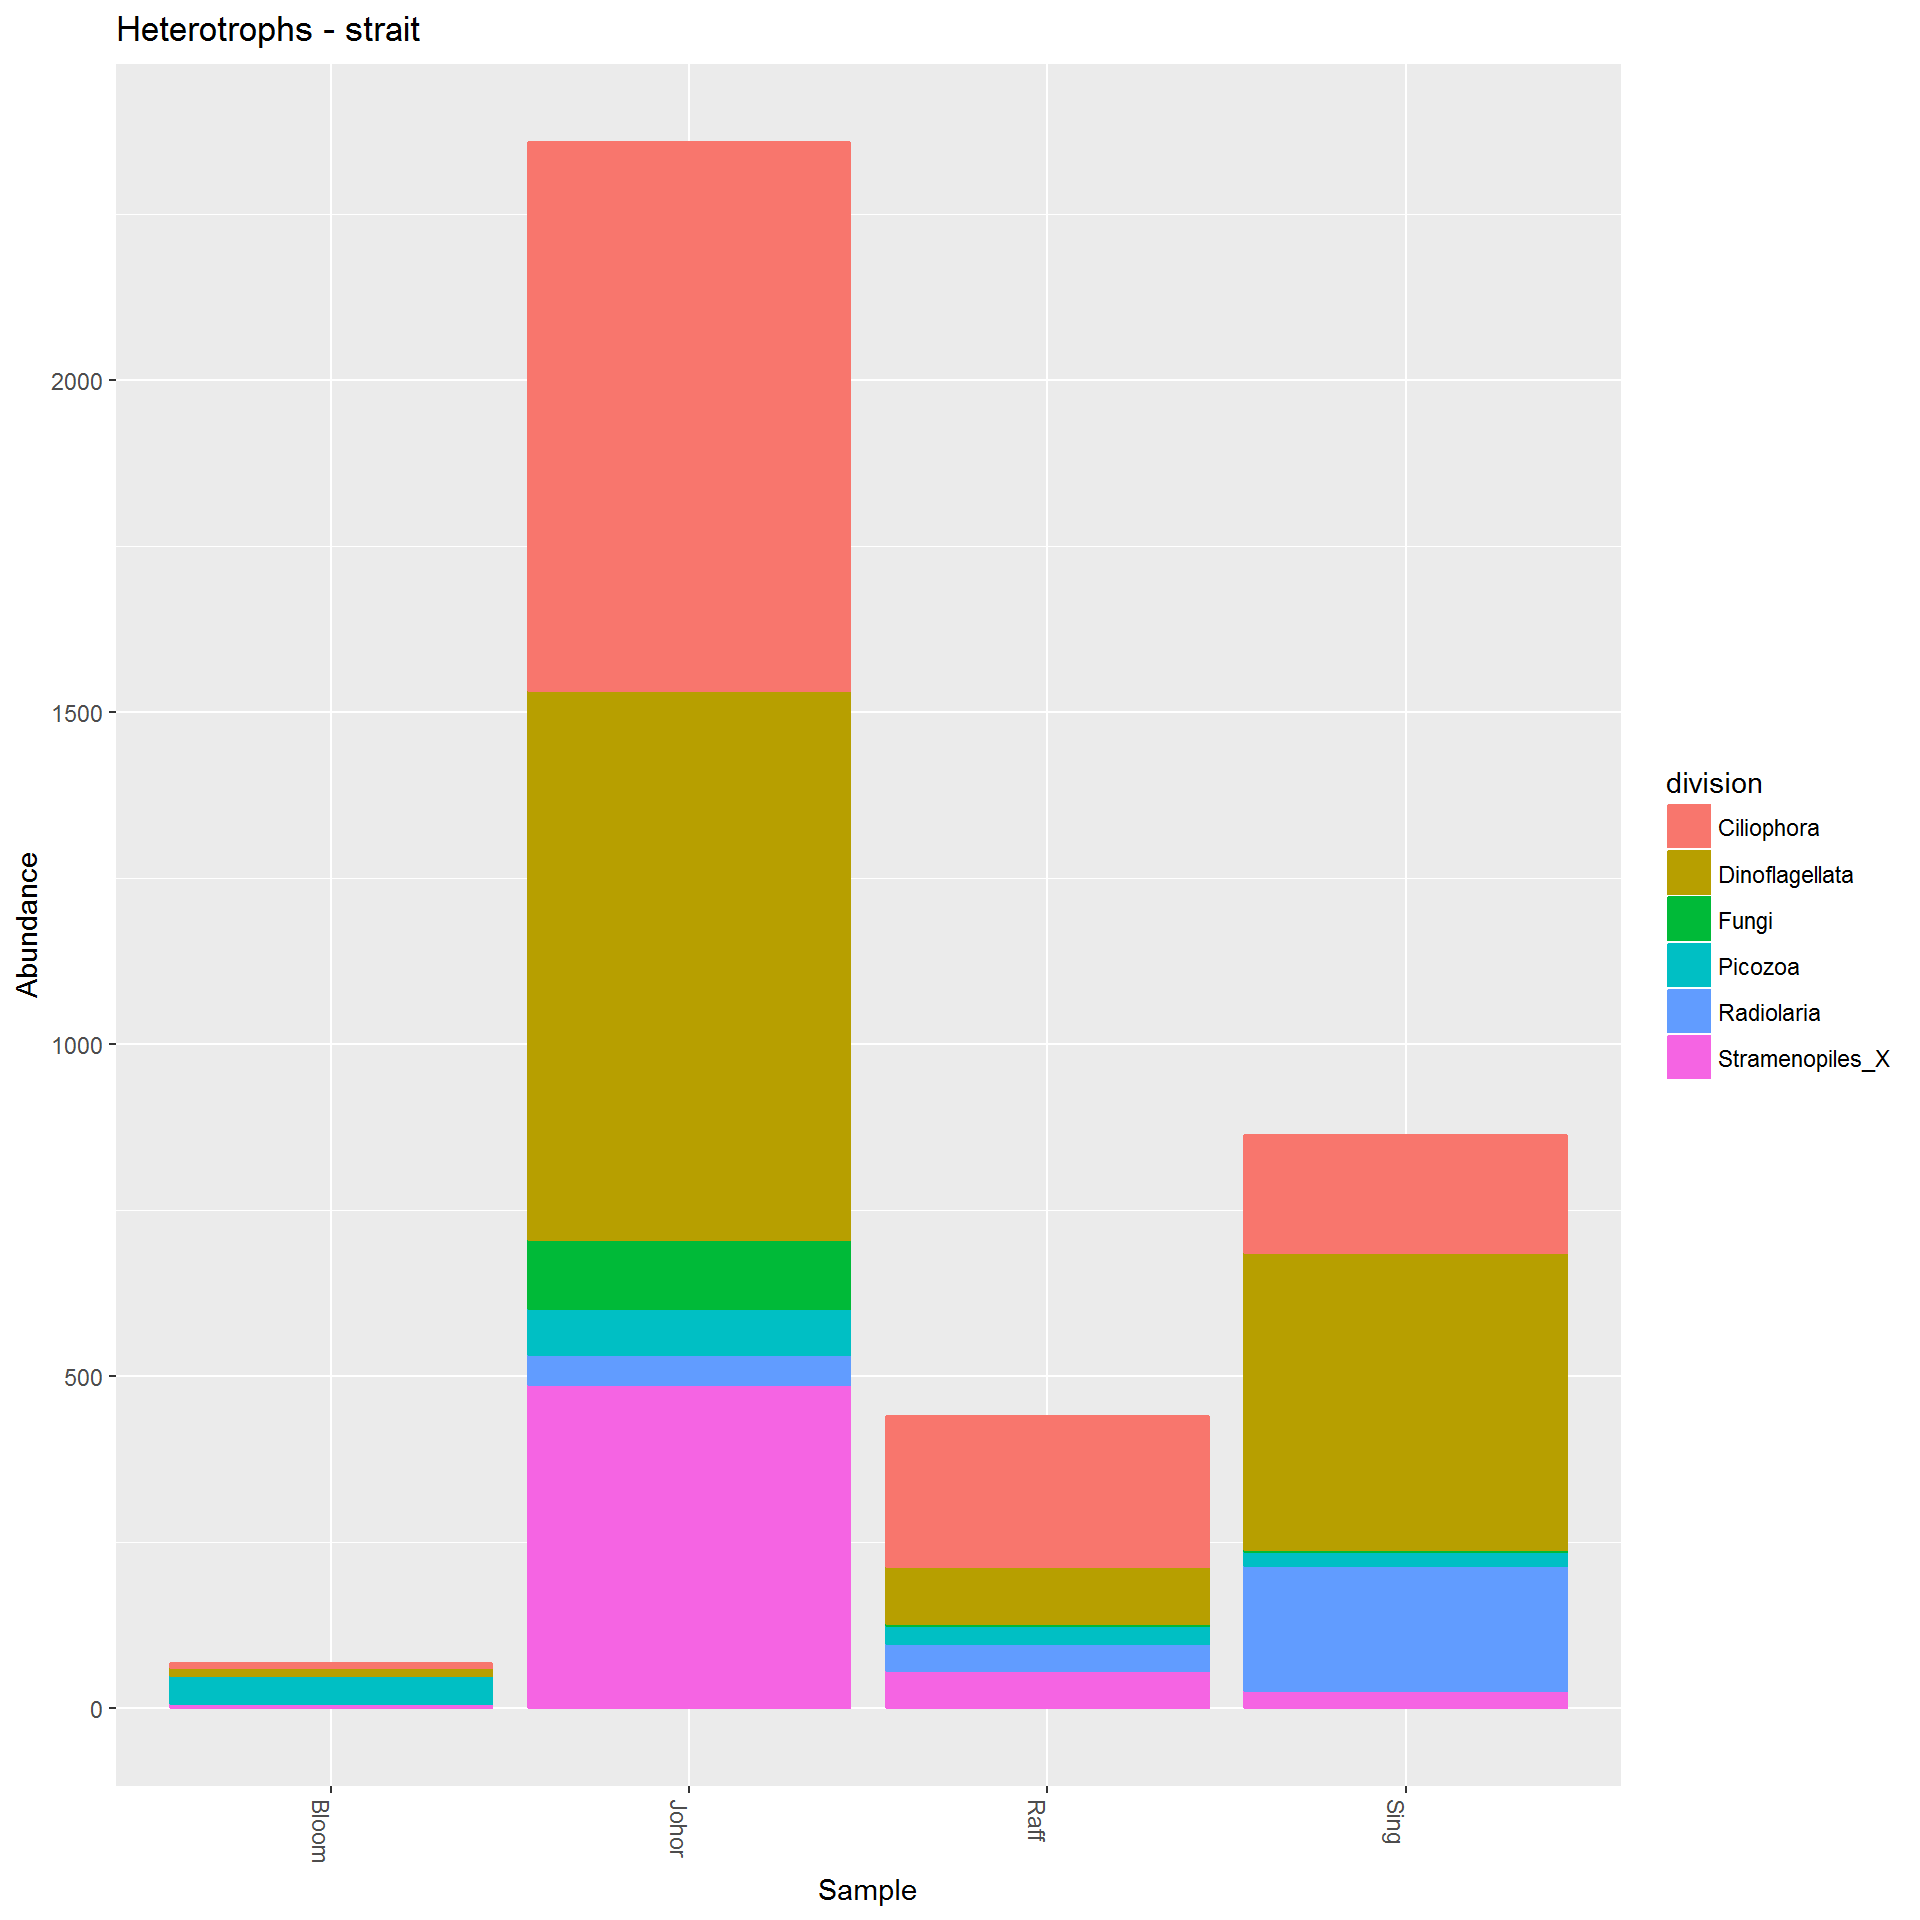 Heterotrophs - strait
Abundance
2000
1500
1000
500
0
Bloom
Johor
Raff
Sing
Sample
division
Ciliophora
Dinoflagellata
Fungi
Picozoa
Radiolaria
Stramenopiles_X